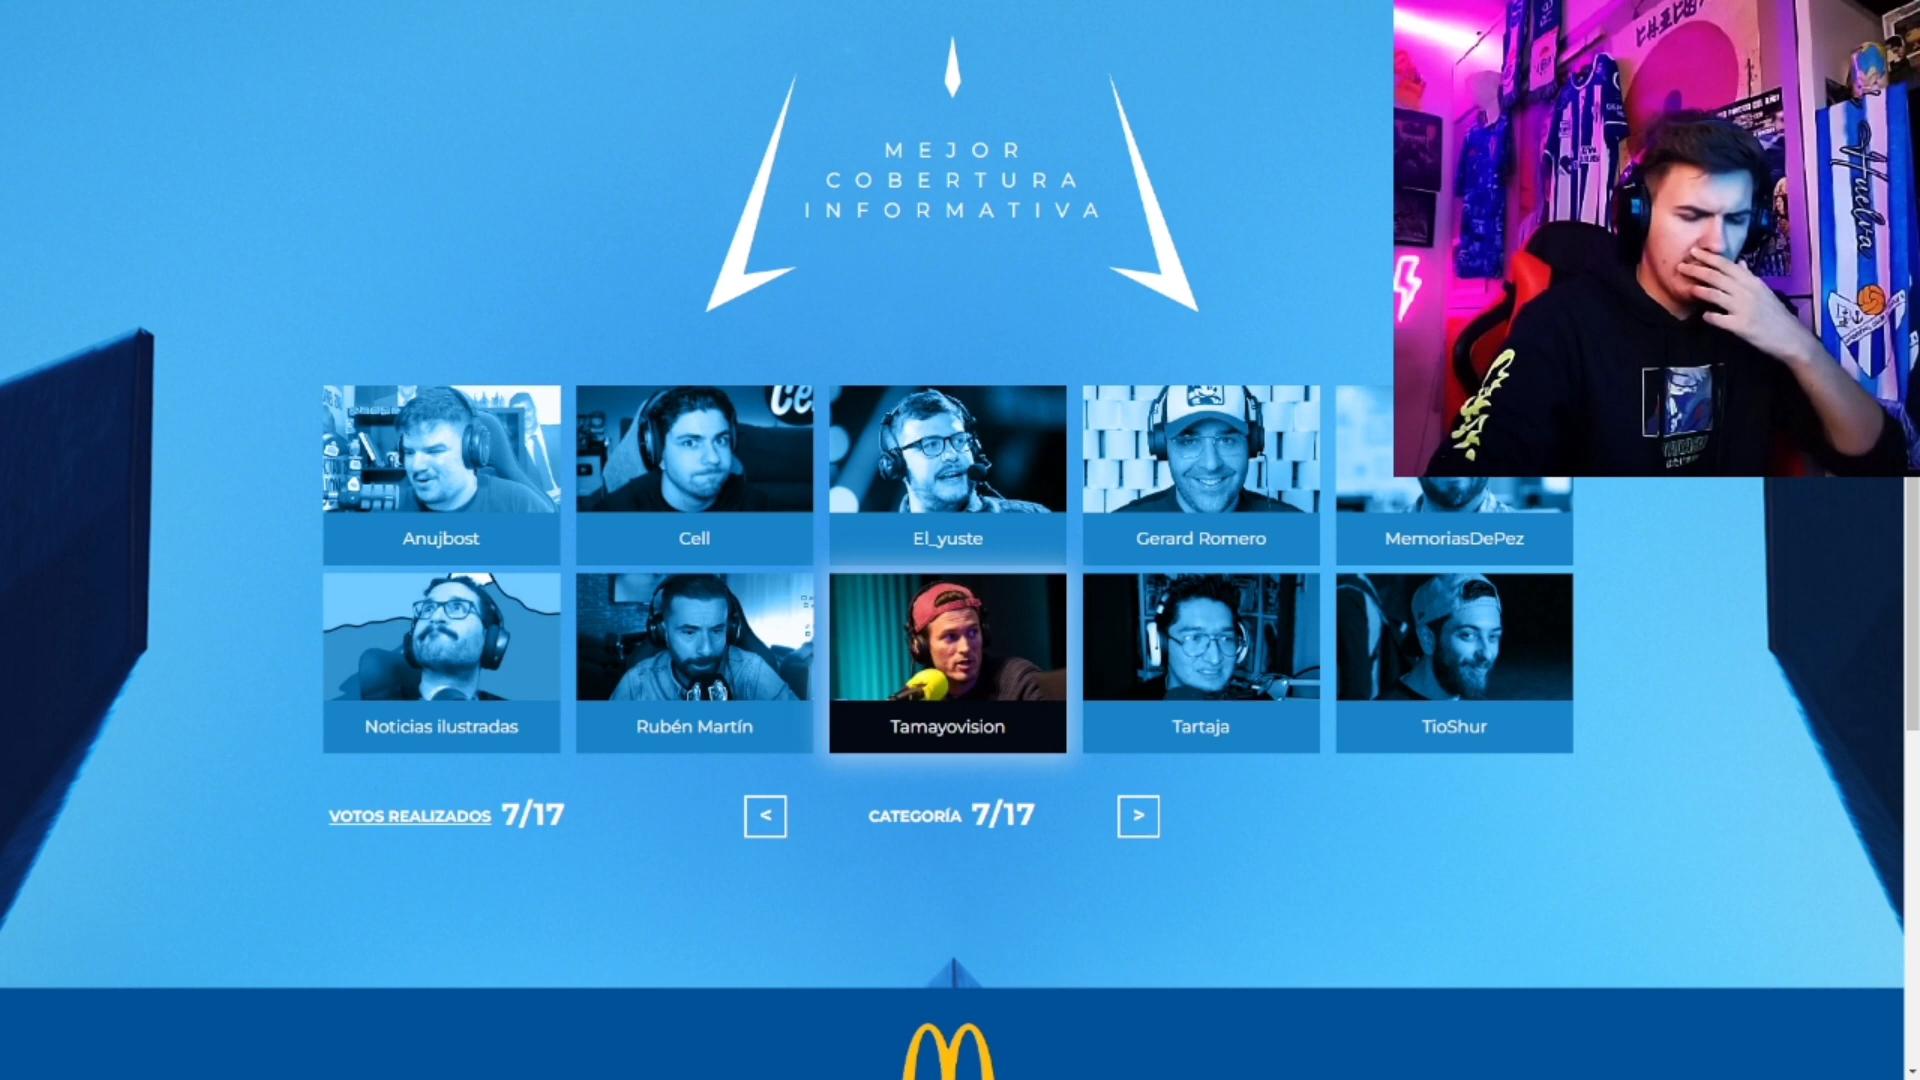 MEJOR
COBERTURA
INFORMATIVA
Huelva
Anujbost
Cell
El_yuste
Gerard Romero
MemoriasDePez
Noticias ilustradas
Rubén Martín
Tamayovision
Tartaja
TioShur
VOTOS REALIZADOS 7/17
<
CATEGORÍA 7/17
>